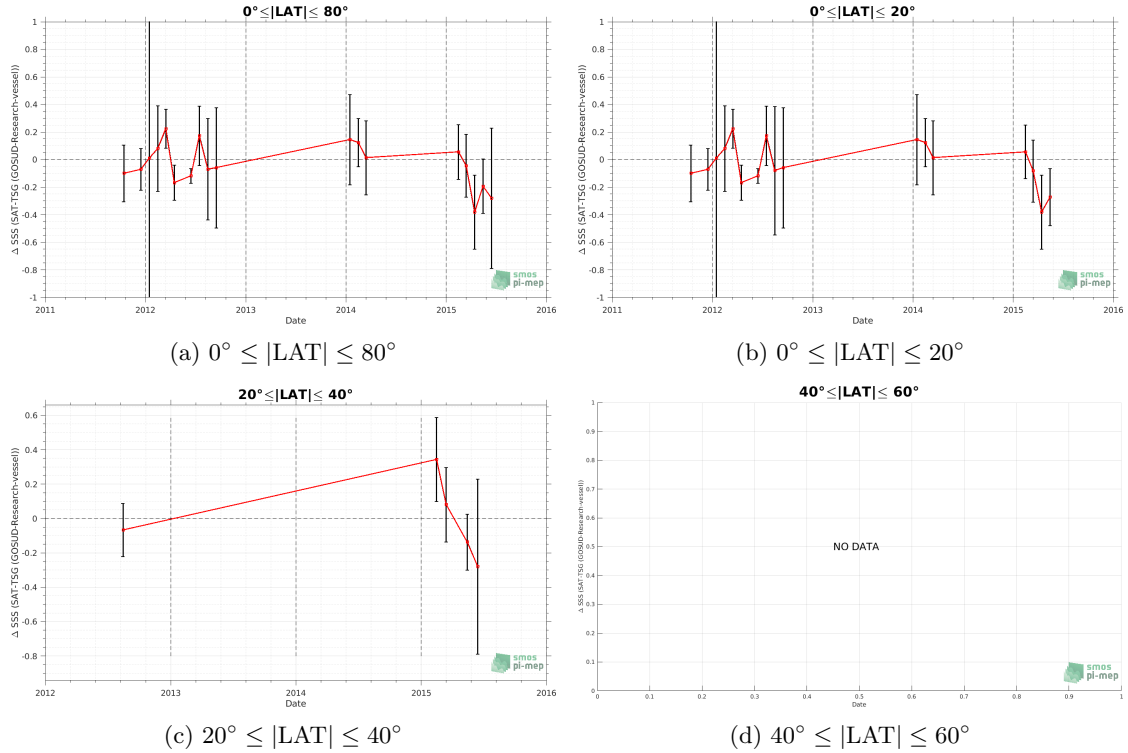 0°≤|LAT|≤ 80°
Δ SSS (SAT-TSG (GOSUD-Research-vessel))
1
0.8
0.6
0.4
0.2
0
-0.2
-0.4
-0.6
-0.8
-1
2011 2012 2013 2014 2015 2016
Date
smos
pi-mep
(a) 0° ≤ |LAT| ≤ 80°
0°≤|LAT|≤ 20°
Δ SSS (SAT-TSG (GOSUD-Research-vessel))
1
0.8
0.6
0.4
0.2
0
-0.2
-0.4
-0.6
-0.8
-1
2011 2012 2013 2014 2015 2016
Date
smos
pi-mep
(b) 0° ≤ |LAT| ≤ 20°
20°≤|LAT|≤ 40°
Δ SSS (SAT-TSG (GOSUD-Research-vessel))
0.6
0.4
0.2
0
-0.2
-0.4
-0.6
-0.8
2012 2013 2014 2015 2016
Date
smos
pi-mep
(c) 20° ≤ |LAT| ≤ 40°
40°≤|LAT|≤ 60°
Δ SSS (SAT-TSG (GOSUD-Research-vessel))
1
0.9
0.8
0.7
0.6
0.5
0.4
0.3
0.2
0.1
0
NO DATA
0 0.1 0.2 0.3 0.4 0.5 0.6 0.7 0.8 0.9 1
Date
smos
pi-mep
(d) 40° ≤ |LAT| ≤ 60°